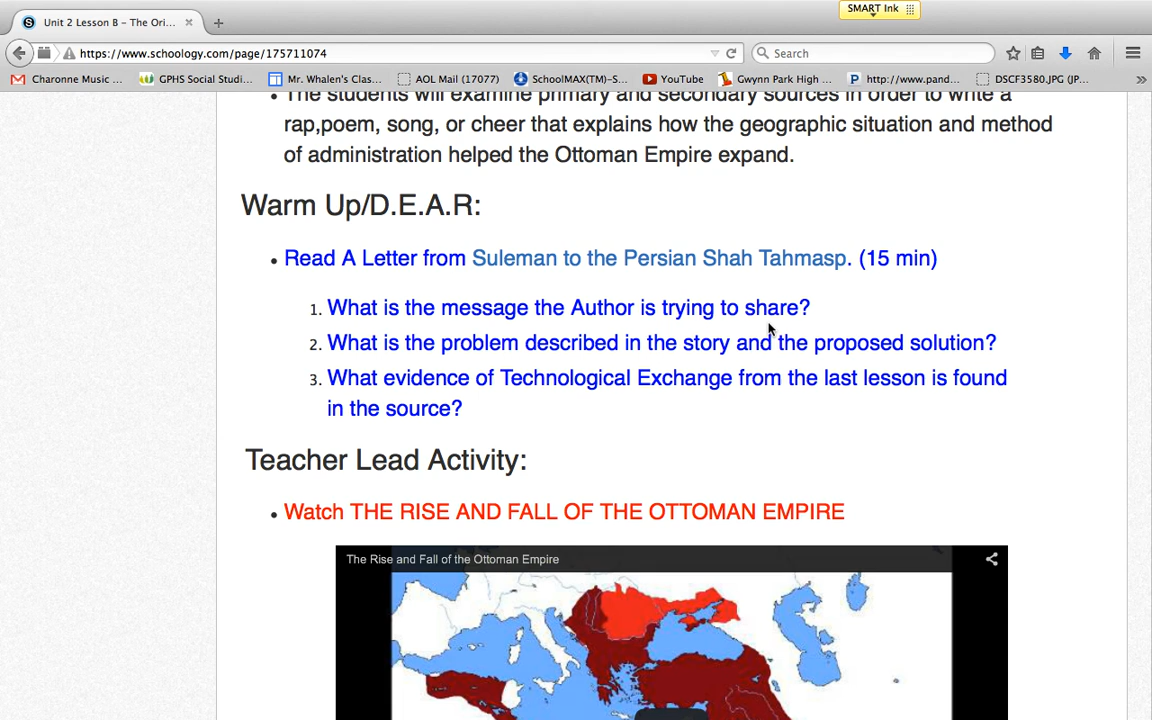 SMART Ink
Unit 2 Lesson B – The Ori...
https://www.schoology.com/page/175711074
Search
Charonne Music ...
GPHS Social Studi...
Mr. Whalen's Clas...
AOL Mail (17077)
SchoolMAX(TM)–S...
YouTube
Gwynn Park High ...
http://www.pand...
DSCF3580.JPG (JP...
• The students will examine primary and secondary sources in order to write a
rap,poem, song, or cheer that explains how the geographic situation and method
of administration helped the Ottoman Empire expand.
Warm Up/D.E.A.R:
• Read A Letter from Suleman to the Persian Shah Tahmasp. (15 min)
1. What is the message the Author is trying to share?
2. What is the problem described in the story and the proposed solution?
3. What evidence of Technological Exchange from the last lesson is found
in the source?
Teacher Lead Activity:
• Watch THE RISE AND FALL OF THE OTTOMAN EMPIRE
The Rise and Fall of the Ottoman Empire